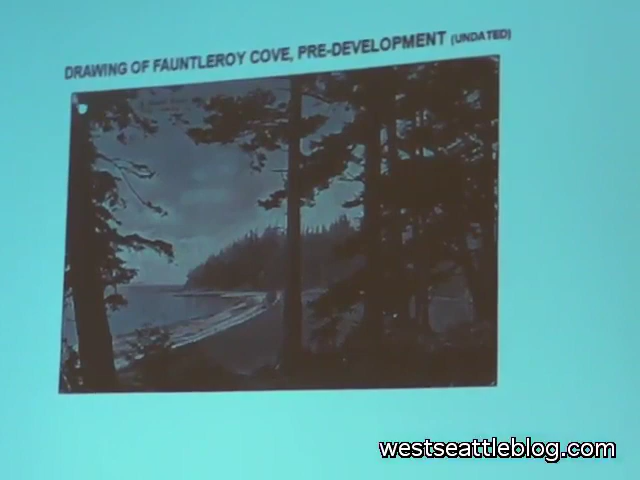 DRAWING OF FAUNTLEROY COVE, PRE-DEVELOPMENT (UNDATED)
westseattleblog.com